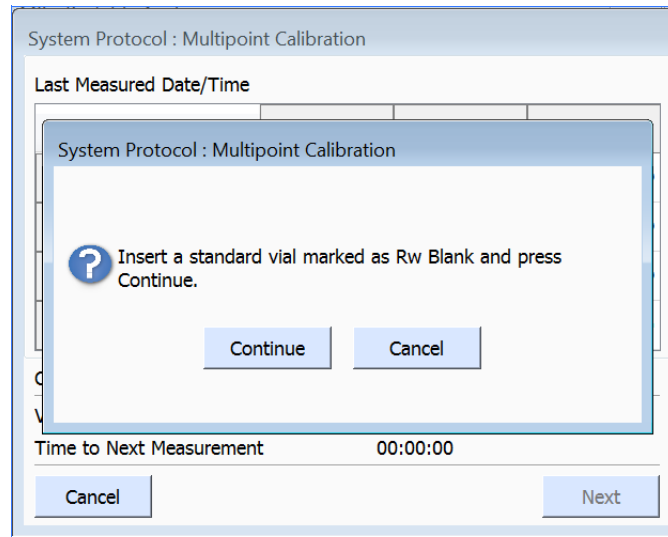 System Protocol : Multipoint Calibration
Last Measured Date/Time
System Protocol : Multipoint Calibration
Insert a standard vial marked as Rw Blank and press
Continue.
Continue Cancel
Time to Next Measurement 00:00:00
Cancel Next